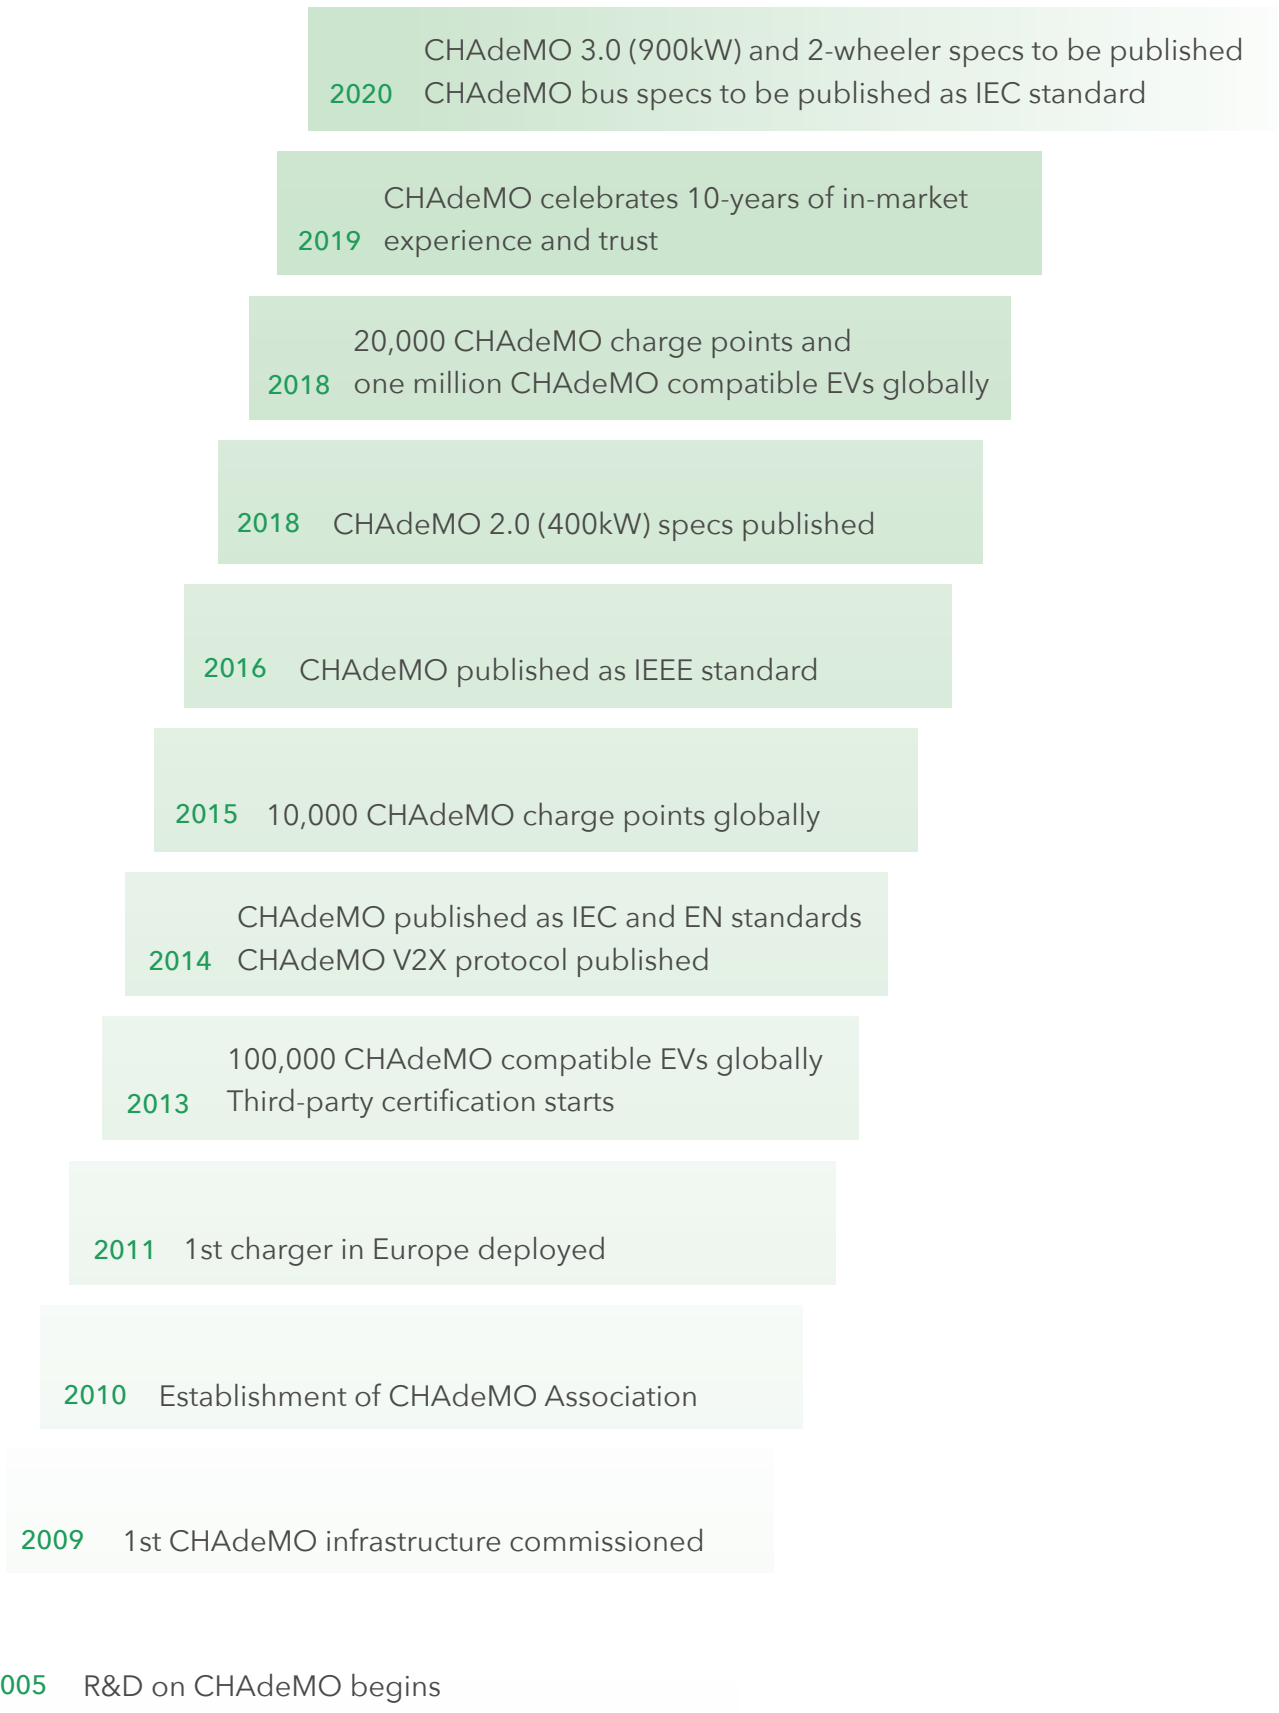 CHAdeMO 3.0 (900kW) and 2-wheeler specs to be published
2020 CHAdeMO bus specs to be published as IEC standard
CHAdeMO celebrates 10-years of in-market
2019 experience and trust
20,000 CHAdeMO charge points and
2018 one million CHAdeMO compatible EVs globally
2018 CHAdeMO 2.0 (400kW) specs published
2016 CHAdeMO published as IEEE standard
2015 10,000 CHAdeMO charge points globally
CHAdeMO published as IEC and EN standards
2014 CHAdeMO V2X protocol published
100,000 CHAdeMO compatible EVs globally
2013 Third-party certification starts
2011 1st charger in Europe deployed
2010 Establishment of CHAdeMO Association
2009 1st CHAdeMO infrastructure commissioned
005 R&D on CHAdeMO begins